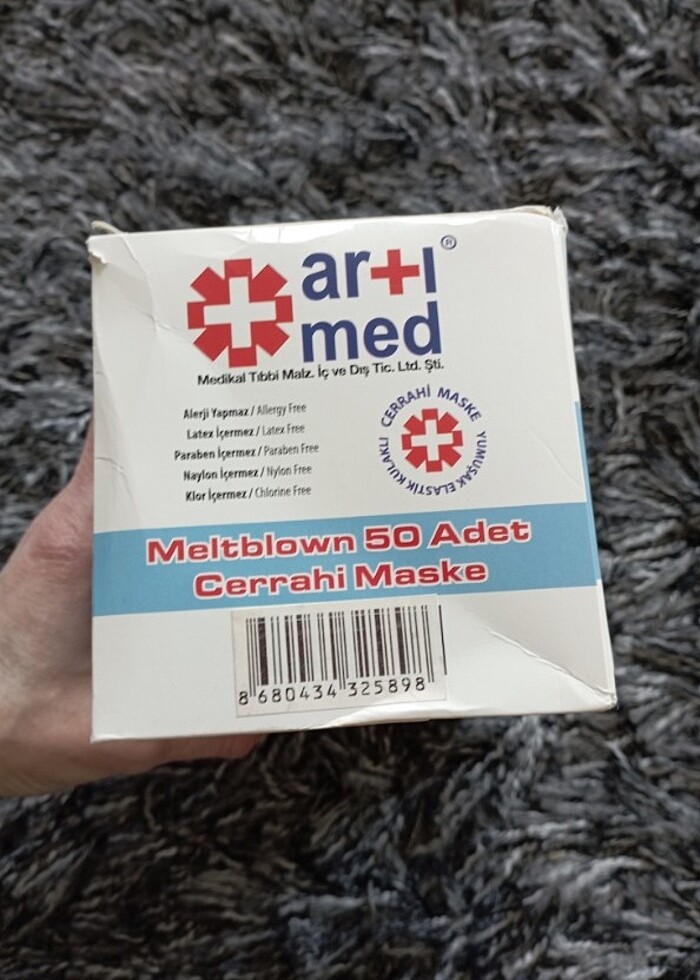 ar+ı®
med
Medikal Tıbbi Malz. İç ve Dış Tic. Ltd. Şti.
Alerji Yapmaz / Allergy Free
Latex İçermez / Latex Free
Paraben İçermez / Paraben Free
Naylon İçermez / Nylon Free
Klor İçermez / Chlorine Free
CERRAHİ MASKE
YUMUŞAK ELASTİK KULAKLI
Meltblown 50 Adet
Cerrahi Maske
8 680434 325898